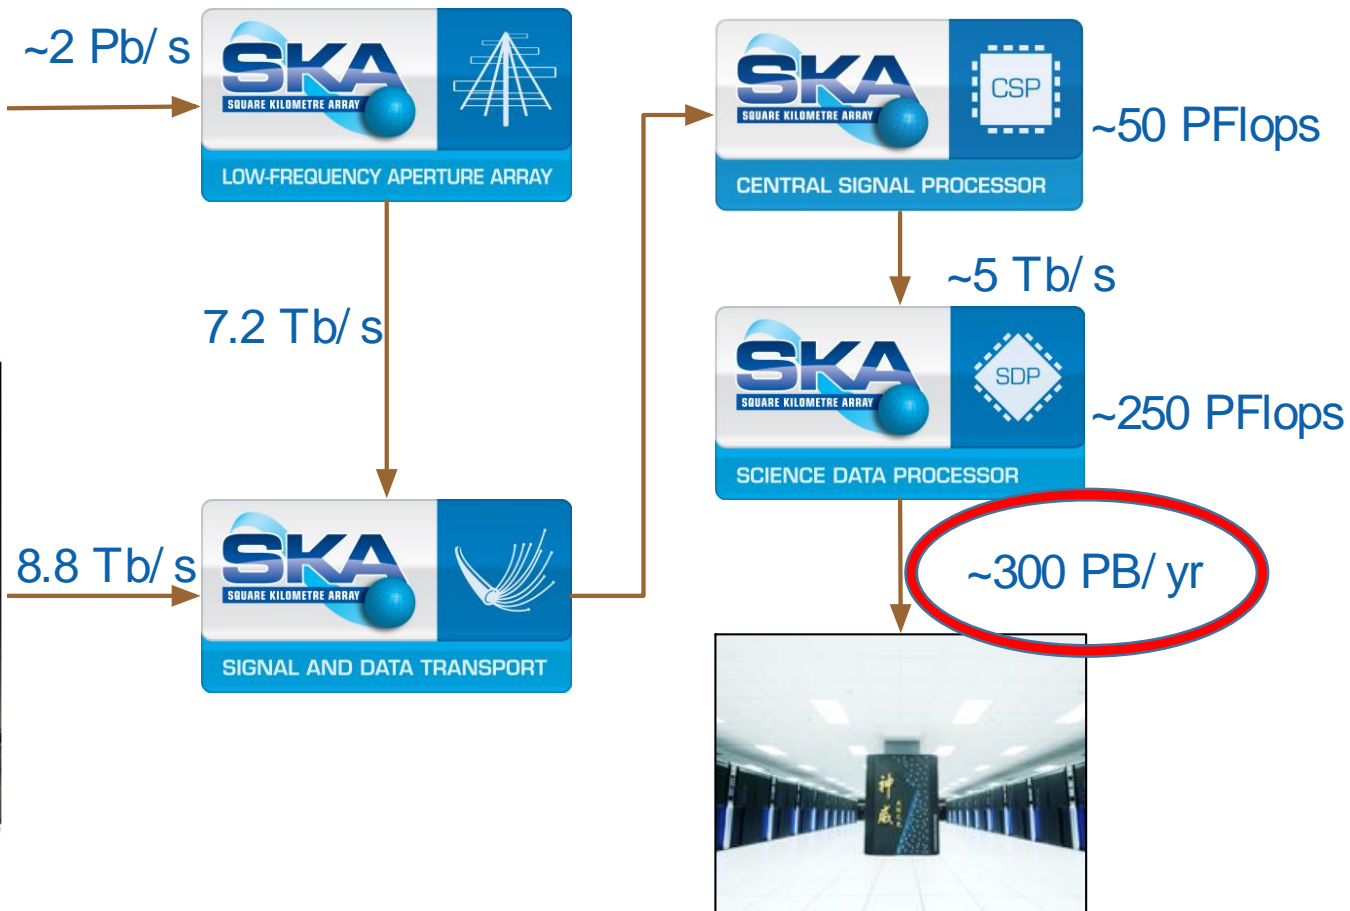 ~2 Pb/s
SKA
SQUARE KILOMETRE ARRAY
LOW-FREQUENCY APERTURE ARRAY
7.2 Tb/s
8.8 Tb/s
SKA
SQUARE KILOMETRE ARRAY
SIGNAL AND DATA TRANSPORT
SKA
SQUARE KILOMETRE ARRAY
CSP
~50 PFlops
CENTRAL SIGNAL PROCESSOR
~5 Tb/s
SKA
SQUARE KILOMETRE ARRAY
SDP
~250 PFlops
SCIENCE DATA PROCESSOR
~300 PB/yr
神威